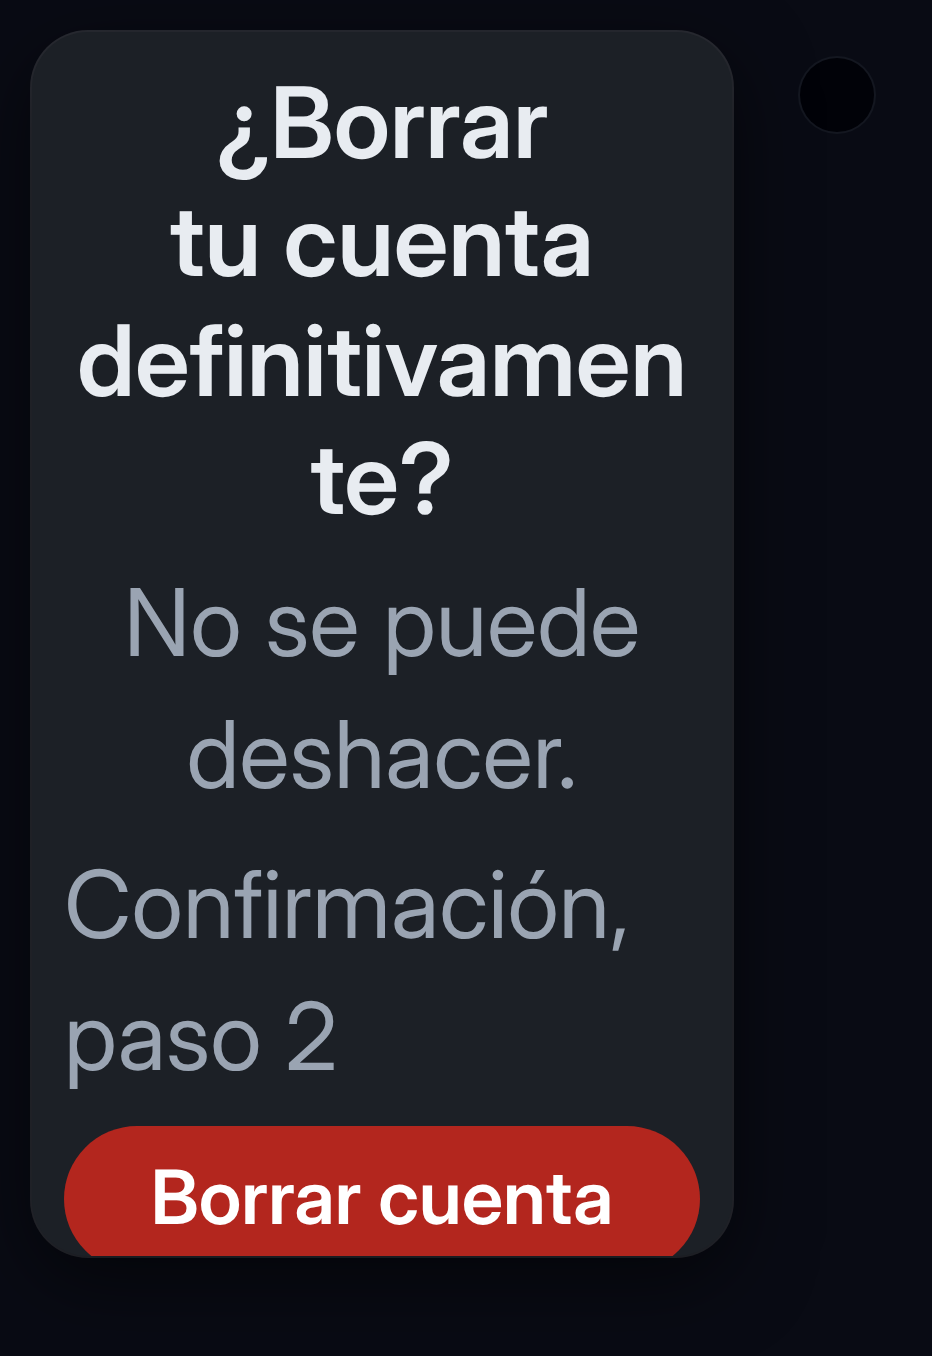 ¿Borrar
tu cuenta
definitivamen
te?
No se puede
deshacer.
Confirmación,
paso 2
Borrar cuenta